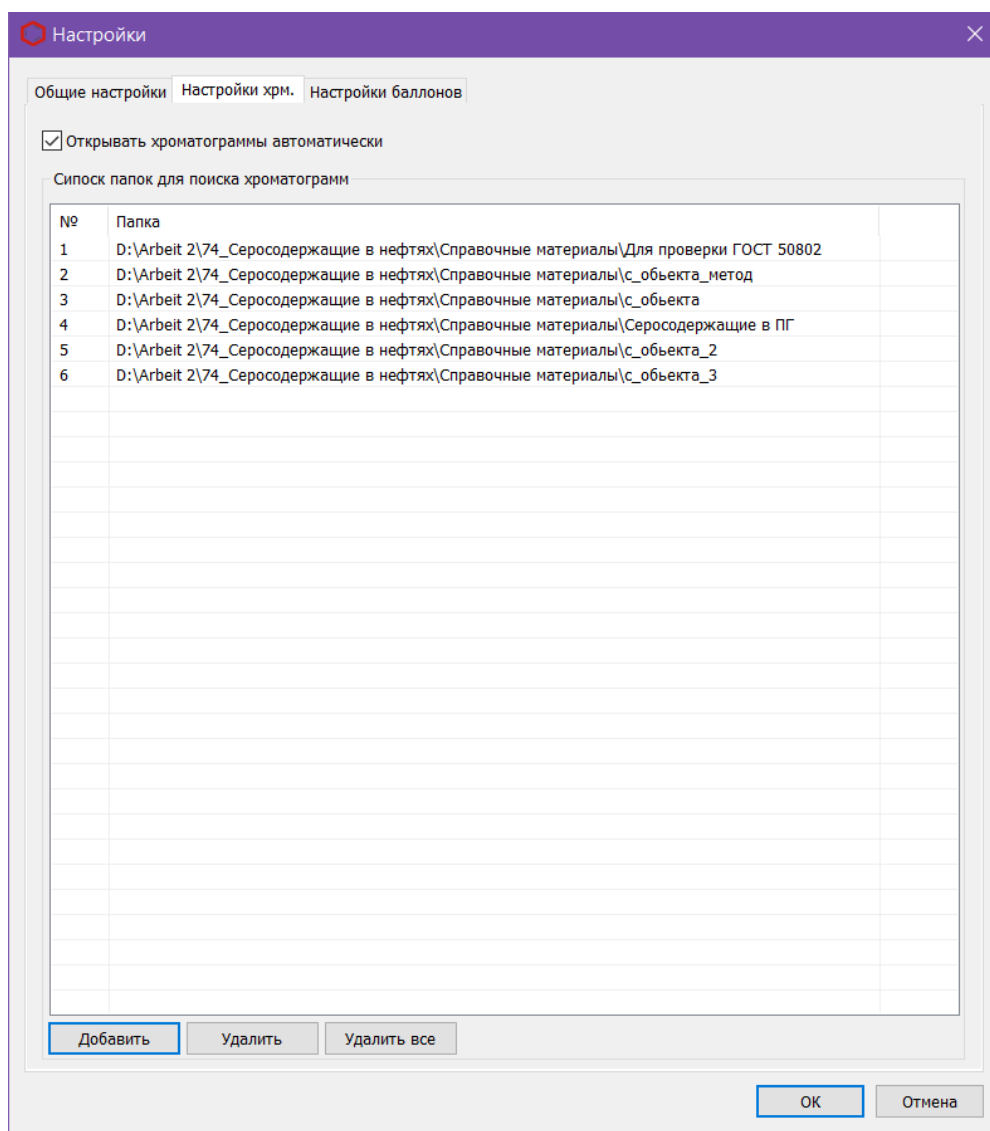 Настройки
Общие настройки Настройки хрм. Настройки баллонов
Открывать хроматограммы автоматически
Сипоск папок для поиска хроматограмм
№ Папка
1 D:\Arbeit 2\74_Серосодержащие в нефтях\Справочные материалы\Для проверки ГОСТ 50802
2 D:\Arbeit 2\74_Серосодержащие в нефтях\Справочные материалы\с_обьекта_метод
3 D:\Arbeit 2\74_Серосодержащие в нефтях\Справочные материалы\с_обьекта
4 D:\Arbeit 2\74_Серосодержащие в нефтях\Справочные материалы\Серосодержащие в ПГ
5 D:\Arbeit 2\74_Серосодержащие в нефтях\Справочные материалы\с_обьекта_2
6 D:\Arbeit 2\74_Серосодержащие в нефтях\Справочные материалы\с_обьекта_3
Добавить Удалить Удалить все
ОК Отмена